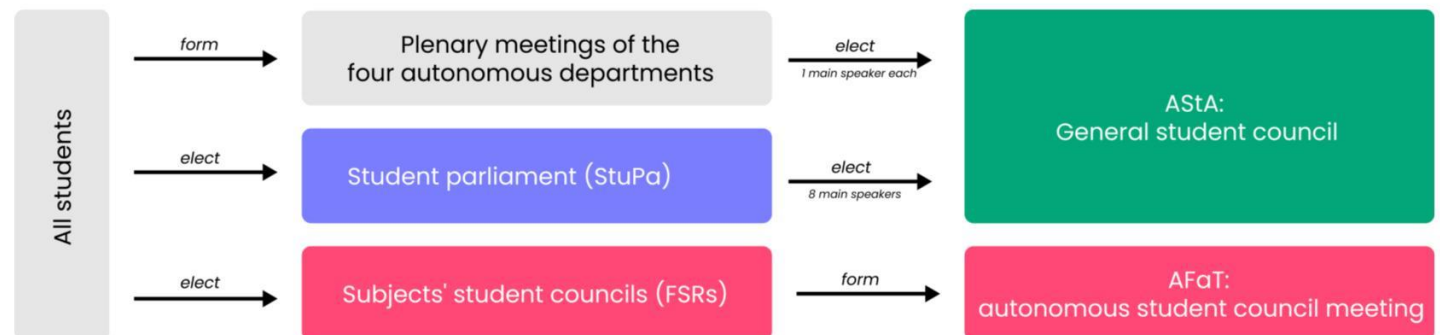 All students
form
Plenary meetings of the
four autonomous departments
elect
1 main speaker each
AStA:
General student council
elect
Student parliament (StuPa)
elect
8 main speakers
elect
Subjects' student councils (FSRs)
form
AFaT:
autonomous student council meeting